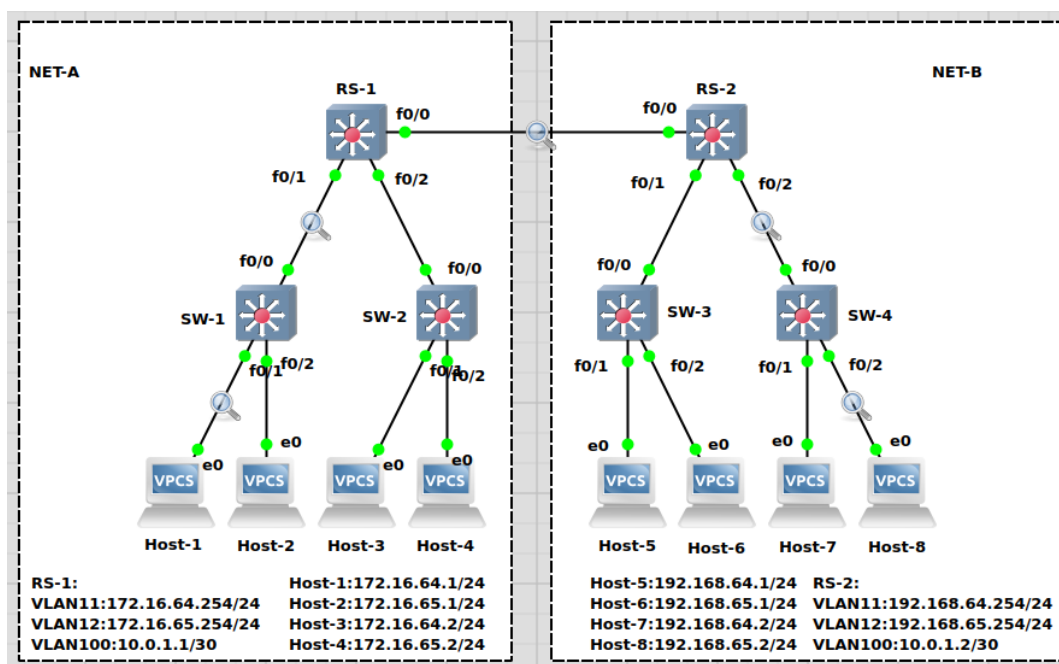 NET-A
NET-B
RS-1
RS-2
f0/0
f0/0
f0/1
f0/2
f0/1
f0/2
f0/0
f0/0
f0/0
f0/0
SW-1
SW-2
SW-3
SW-4
f0/1
f0/2
f0/1
f0/2
f0/1
f0/2
f0/1
f0/2
e0
e0
e0
e0
e0
e0
e0
e0
VPCS
VPCS
VPCS
VPCS
VPCS
VPCS
VPCS
VPCS
Host-1
Host-2
Host-3
Host-4
Host-5
Host-6
Host-7
Host-8
RS-1:
VLAN11:172.16.64.254/24
VLAN12:172.16.65.254/24
VLAN100:10.0.1.1/30
Host-1:172.16.64.1/24
Host-2:172.16.65.1/24
Host-3:172.16.64.2/24
Host-4:172.16.65.2/24
Host-5:192.168.64.1/24
Host-6:192.168.65.1/24
Host-7:192.168.64.2/24
Host-8:192.168.65.2/24
RS-2:
VLAN11:192.168.64.254/24
VLAN12:192.168.65.254/24
VLAN100:10.0.1.2/30